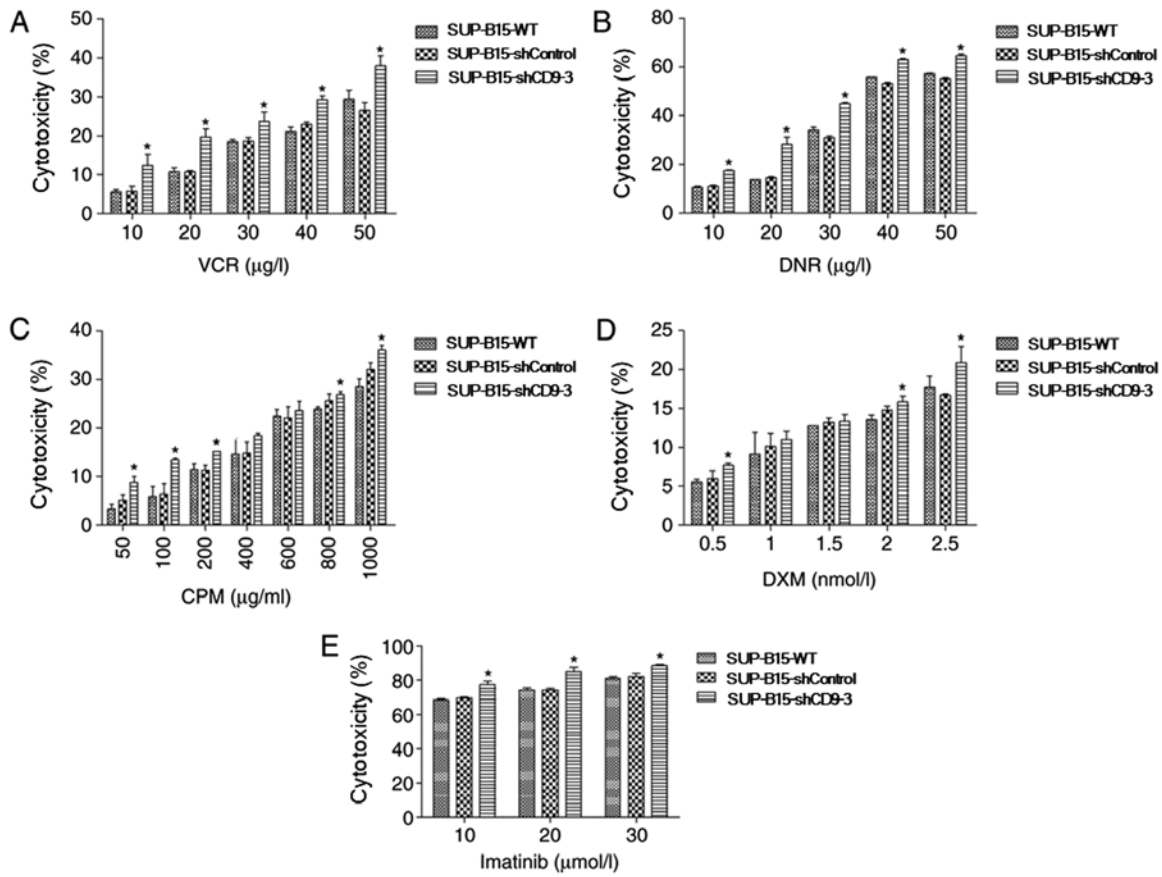 A
Cytotoxicity (%)
50
40
30
20
10
0
* * * * *
10 20 30 40 50
VCR (μg/l)
SUP-B15-WT
SUP-B15-shControl
SUP-B15-shCD9-3
B
Cytotoxicity (%)
80
60
40
20
0
* * * * *
10 20 30 40 50
DNR (μg/l)
SUP-B15-WT
SUP-B15-shControl
SUP-B15-shCD9-3
C
Cytotoxicity (%)
40
30
20
10
0
* * * * *
50 100 200 400 600 800 1000
CPM (μg/ml)
SUP-B15-WT
SUP-B15-shControl
SUP-B15-shCD9-3
D
Cytotoxicity (%)
25
20
15
10
5
0
* * *
0.5 1 1.5 2 2.5
DXM (nmol/l)
SUP-B15-WT
SUP-B15-shControl
SUP-B15-shCD9-3
E
Cytotoxicity (%)
100
80
60
40
20
0
* * *
10 20 30
Imatinib (μmol/l)
SUP-B15-WT
SUP-B15-shControl
SUP-B15-shCD9-3